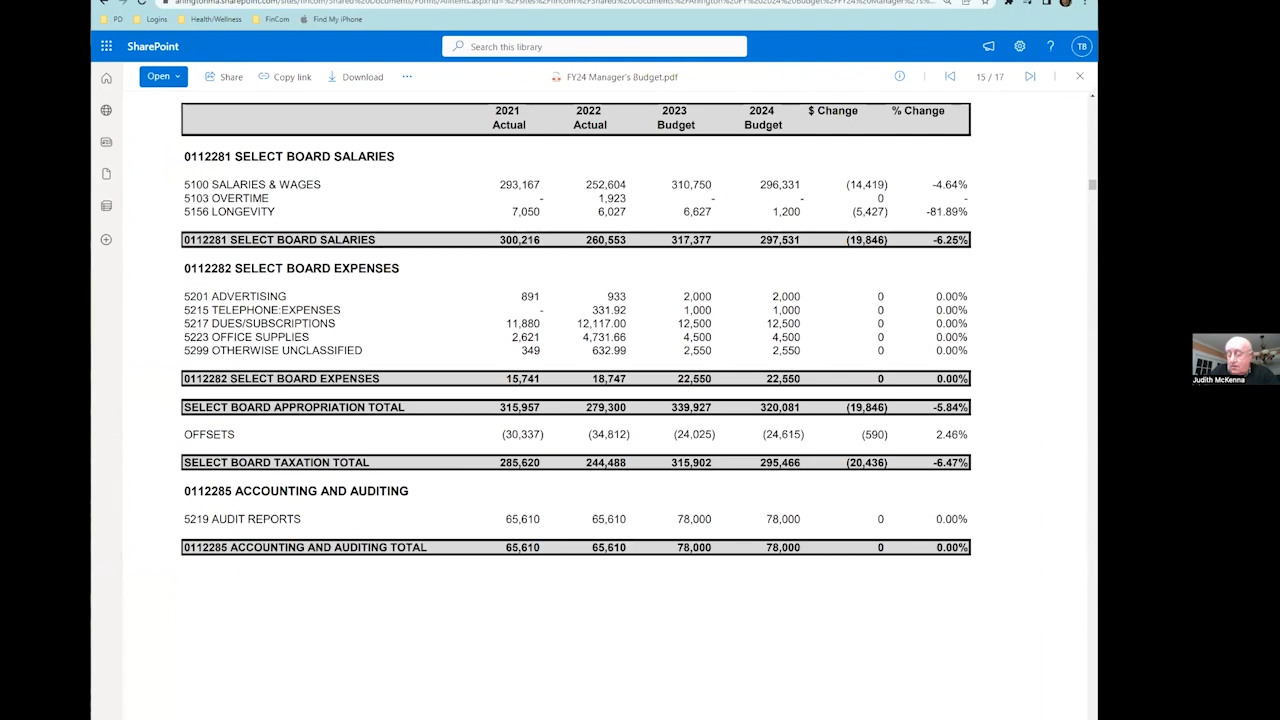 PD Logins Health/Wellness FinCom Find My iPhone
SharePoint Search this library ? TB
Open Share Copy link Download ... FY24 Manager's Budget.pdf 15 / 17
2021 2022 2023 2024 $ Change % Change
Actual Actual Budget Budget
0112281 SELECT BOARD SALARIES
5100 SALARIES & WAGES 293,167 252,604 310,750 296,331 (14,419) -4.64%
5103 OVERTIME - 1,923 - - 0 -
5156 LONGEVITY 7,050 6,027 6,627 1,200 (5,427) -81.89%
0112281 SELECT BOARD SALARIES 300,216 260,553 317,377 297,531 (19,846) -6.25%
0112282 SELECT BOARD EXPENSES
5201 ADVERTISING 891 933 2,000 2,000 0 0.00%
5215 TELEPHONE:EXPENSES - 331.92 1,000 1,000 0 0.00%
5217 DUES/SUBSCRIPTIONS 11,880 12,117.00 12,500 12,500 0 0.00%
5223 OFFICE SUPPLIES 2,621 4,731.66 4,500 4,500 0 0.00%
5299 OTHERWISE UNCLASSIFIED 349 632.99 2,550 2,550 0 0.00%
Judith McKenna
0112282 SELECT BOARD EXPENSES 15,741 18,747 22,550 22,550 0 0.00%
SELECT BOARD APPROPRIATION TOTAL 315,957 279,300 339,927 320,081 (19,846) -5.84%
OFFSETS (30,337) (34,812) (24,025) (24,615) (590) 2.46%
SELECT BOARD TAXATION TOTAL 285,620 244,488 315,902 295,466 (20,436) -6.47%
0112285 ACCOUNTING AND AUDITING
5219 AUDIT REPORTS 65,610 65,610 78,000 78,000 0 0.00%
0112285 ACCOUNTING AND AUDITING TOTAL 65,610 65,610 78,000 78,000 0 0.00%